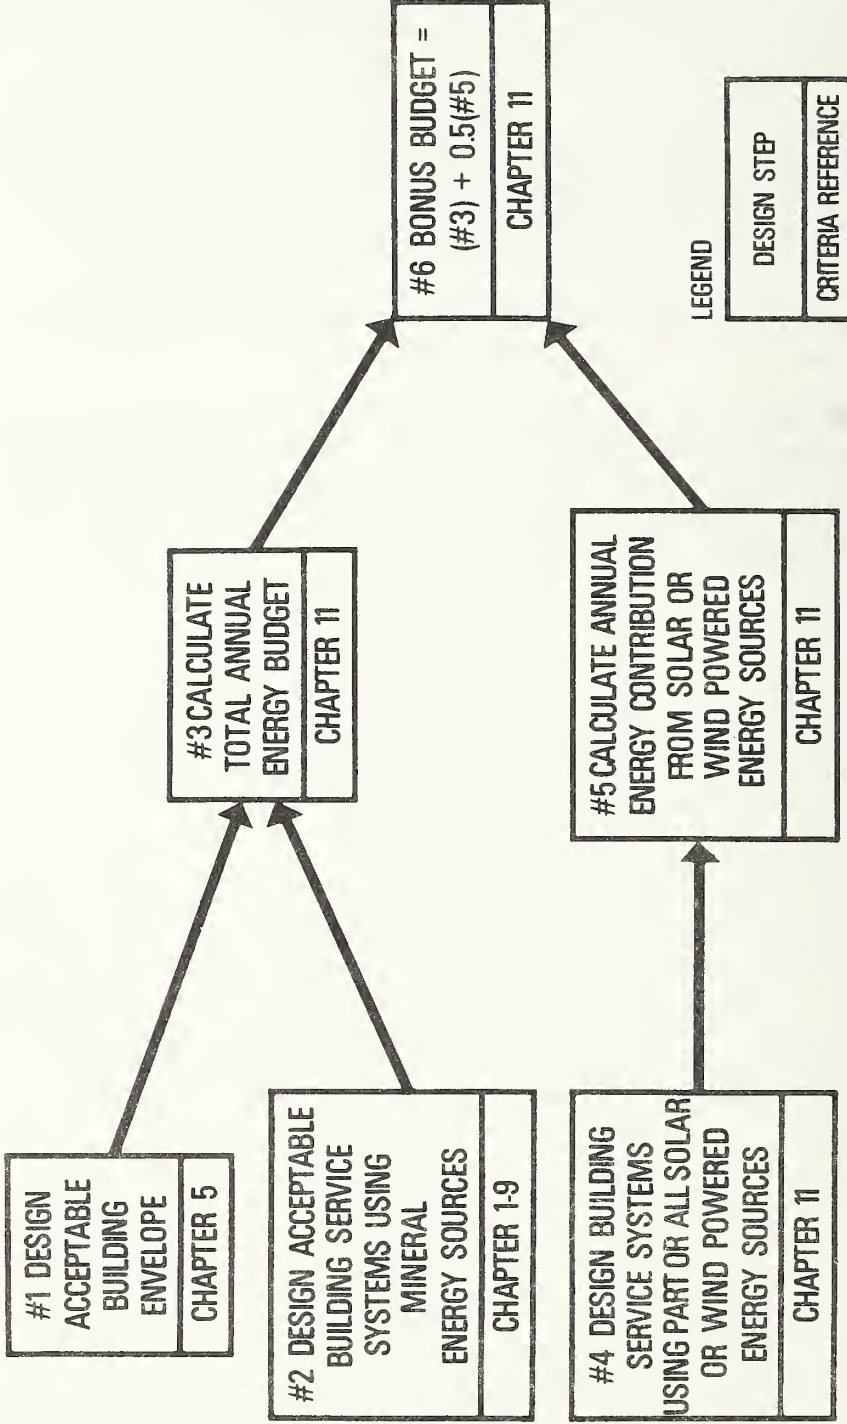 #1 DESIGN
ACCEPTABLE
BUILDING
ENVELOPE
CHAPTER 5
#2 DESIGN ACCEPTABLE
BUILDING SERVICE
SYSTEMS USING
MINERAL
ENERGY SOURCES
CHAPTER 1-9
#3 CALCULATE
TOTAL ANNUAL
ENERGY BUDGET
CHAPTER 11
#4 DESIGN BUILDING
SERVICE SYSTEMS
USING PART OR ALL SOLAR
OR WIND POWERED
ENERGY SOURCES
CHAPTER 11
#5 CALCULATE ANNUAL
ENERGY CONTRIBUTION
FROM SOLAR OR
WIND POWERED
ENERGY SOURCES
CHAPTER 11
#6 BONUS BUDGET =
(#3) + 0.5(#5)
CHAPTER 11
LEGEND
DESIGN STEP
CRITERIA REFERENCE